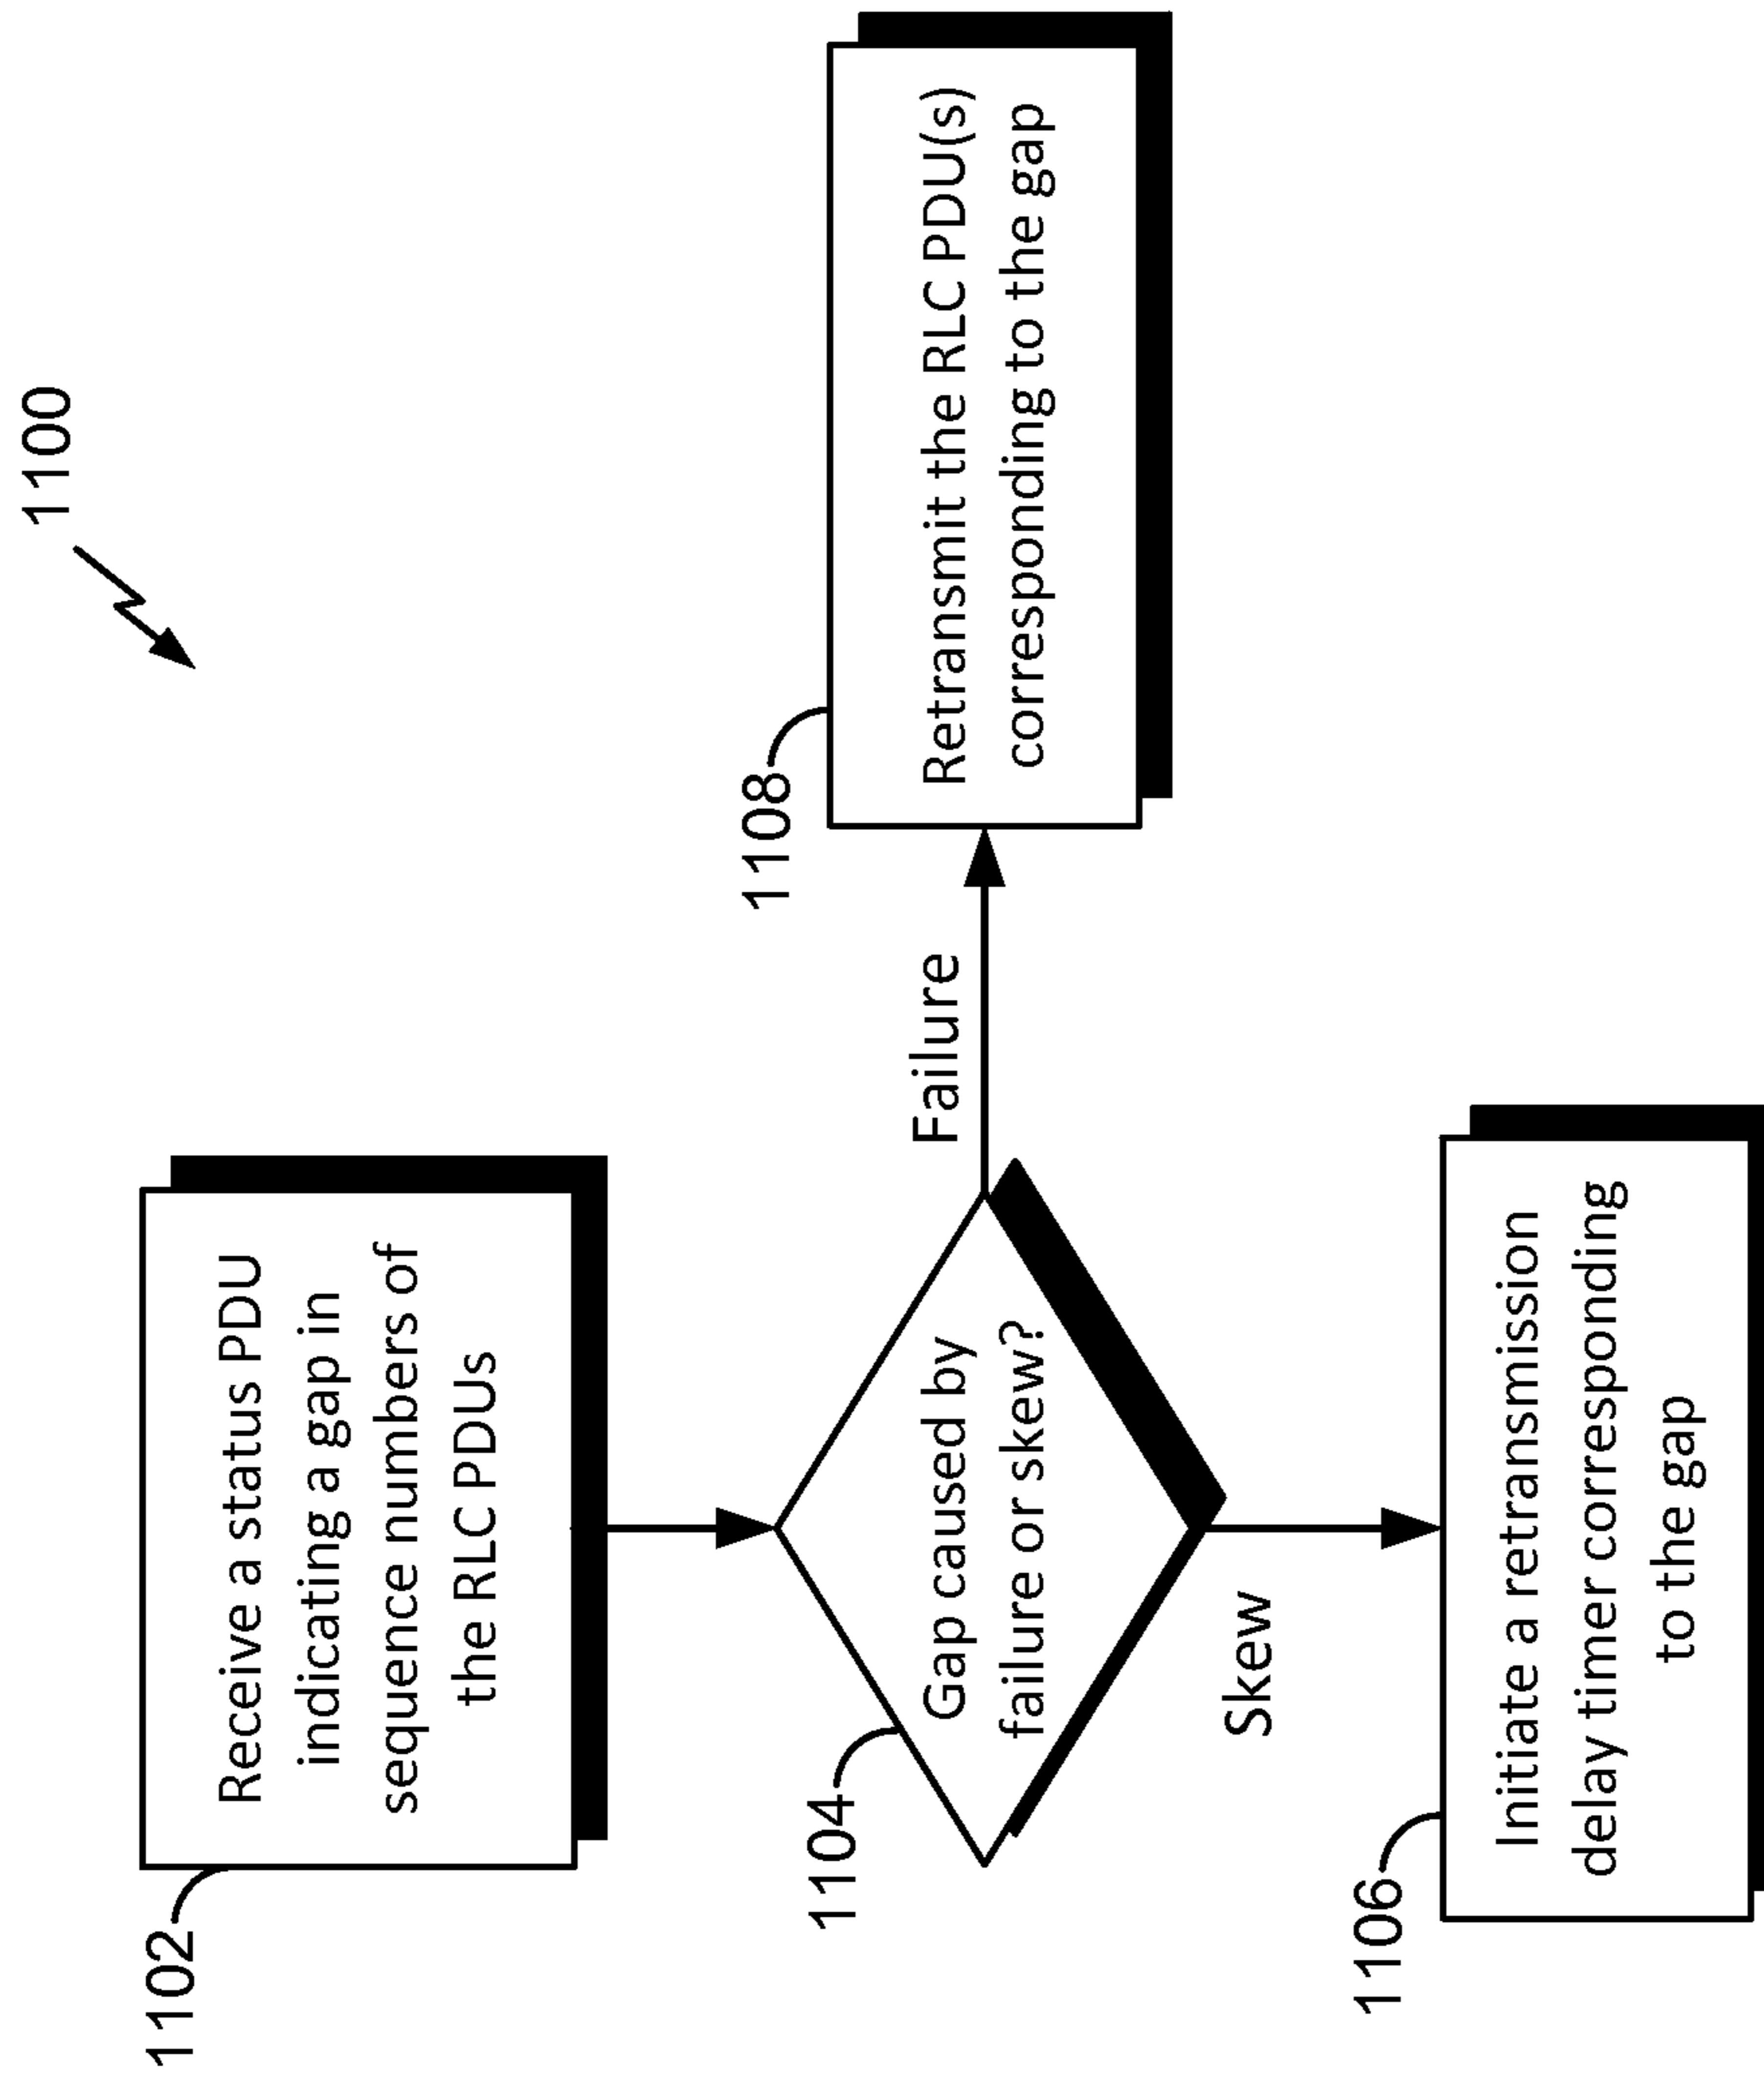 1100
1102
Receive a status PDU
indicating a gap in
sequence numbers of
the RLC PDUs
1104
Gap caused by
failure or skew?
Failure
1108
Retransmit the RLC PDU(s)
corresponding to the gap
Skew
1106
Initiate a retransmission
delay timer corresponding
to the gap